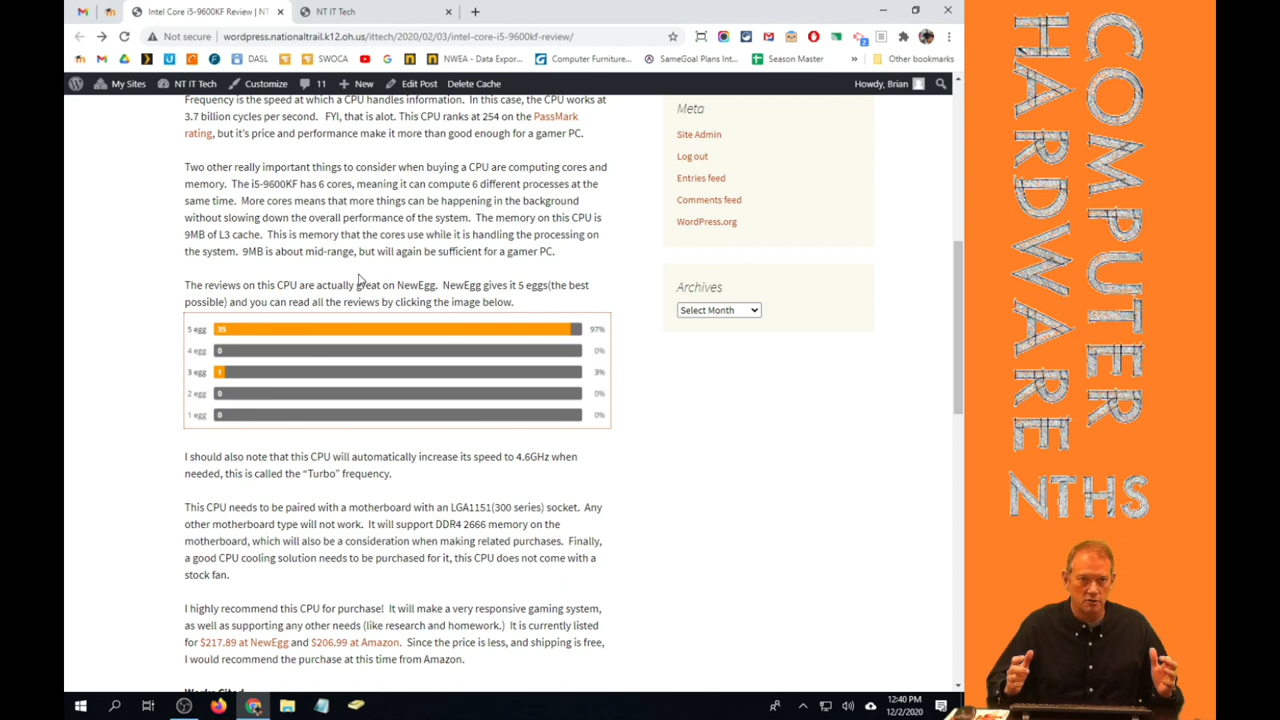 Intel Core i5-9600KF Review | NT
NT IT Tech
Not secure
wordpress.nationaltrail.k12.oh.us/ittech/2020/02/03/intel-core-i5-9600kf-review/
DASL
SWOCA
NWEA - Data Expor...
Computer Furniture...
SameGoal Plans Int...
Season Master
Other bookmarks
My Sites
NT IT Tech
Customize
11
New
Edit Post
Delete Cache
Howdy, Brian
Frequency is the speed at which a CPU handles information. In this case, the CPU works at
3.7 billion cycles per second. FYI, that is alot. This CPU ranks at 254 on the PassMark
rating, but it's price and performance make it more than good enough for a gamer PC.
Two other really important things to consider when buying a CPU are computing cores and
memory. The i5-9600KF has 6 cores, meaning it can compute 6 different processes at the
same time. More cores means that more things can be happening in the background
without slowing down the overall performance of the system. The memory on this CPU is
9MB of L3 cache. This is memory that the cores use while it is handling the processing on
the system. 9MB is about mid-range, but will again be sufficient for a gamer PC.
The reviews on this CPU are actually great on NewEgg. NewEgg gives it 5 eggs(the best
possible) and you can read all the reviews by clicking the image below.
5 egg 35 97%
4 egg 0 0%
3 egg 1 3%
2 egg 0 0%
1 egg 0 0%
I should also note that this CPU will automatically increase its speed to 4.6GHz when
needed, this is called the “Turbo” frequency.
This CPU needs to be paired with a motherboard with an LGA1151(300 series) socket. Any
other motherboard type will not work. It will support DDR4 2666 memory on the
motherboard, which will also be a consideration when making related purchases. Finally,
a good CPU cooling solution needs to be purchased for it, this CPU does not come with a
stock fan.
I highly recommend this CPU for purchase! It will make a very responsive gaming system,
as well as supporting any other needs (like research and homework.) It is currently listed
for $217.89 at NewEgg and $206.99 at Amazon. Since the price is less, and shipping is free,
I would recommend the purchase at this time from Amazon.
Works Cited
Meta
Site Admin
Log out
Entries feed
Comments feed
WordPress.org
Archives
Select Month
12:40 PM
12/2/2020
COMPUTER
HARDWARE
NTHS